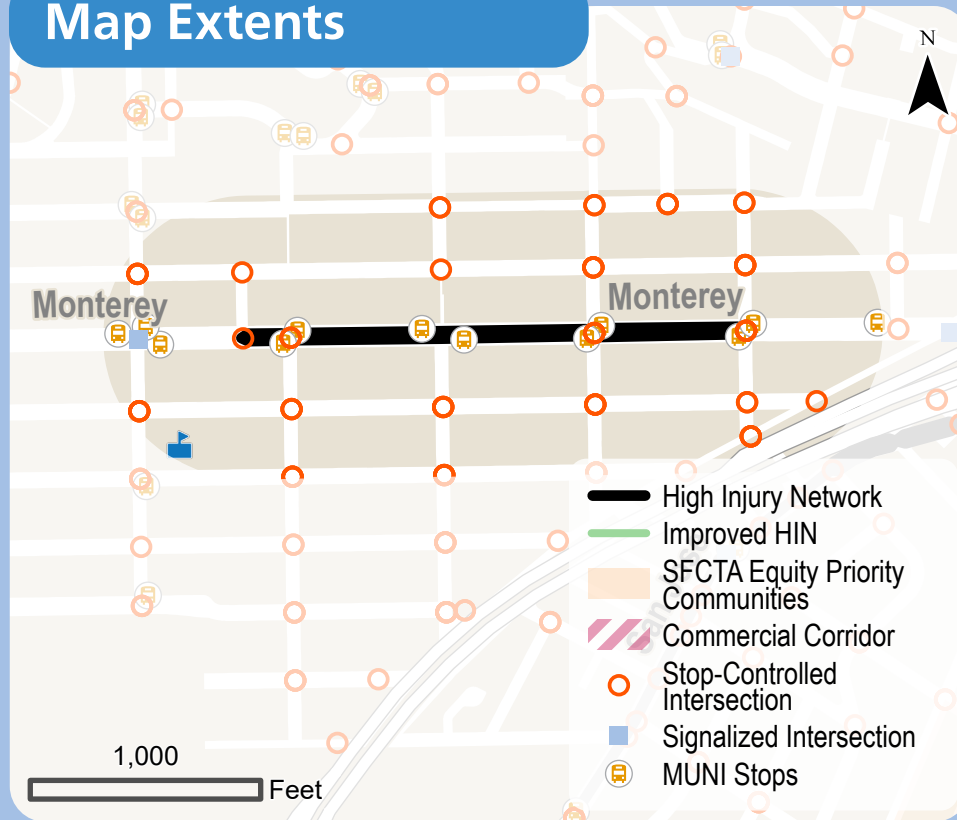 Map Extents
N
Monterey
Monterey
High Injury Network
Improved HIN
SFCTA Equity Priority
Communities
Commercial Corridor
Stop-Controlled
Intersection
Signalized Intersection
MUNI Stops
1,000
Feet